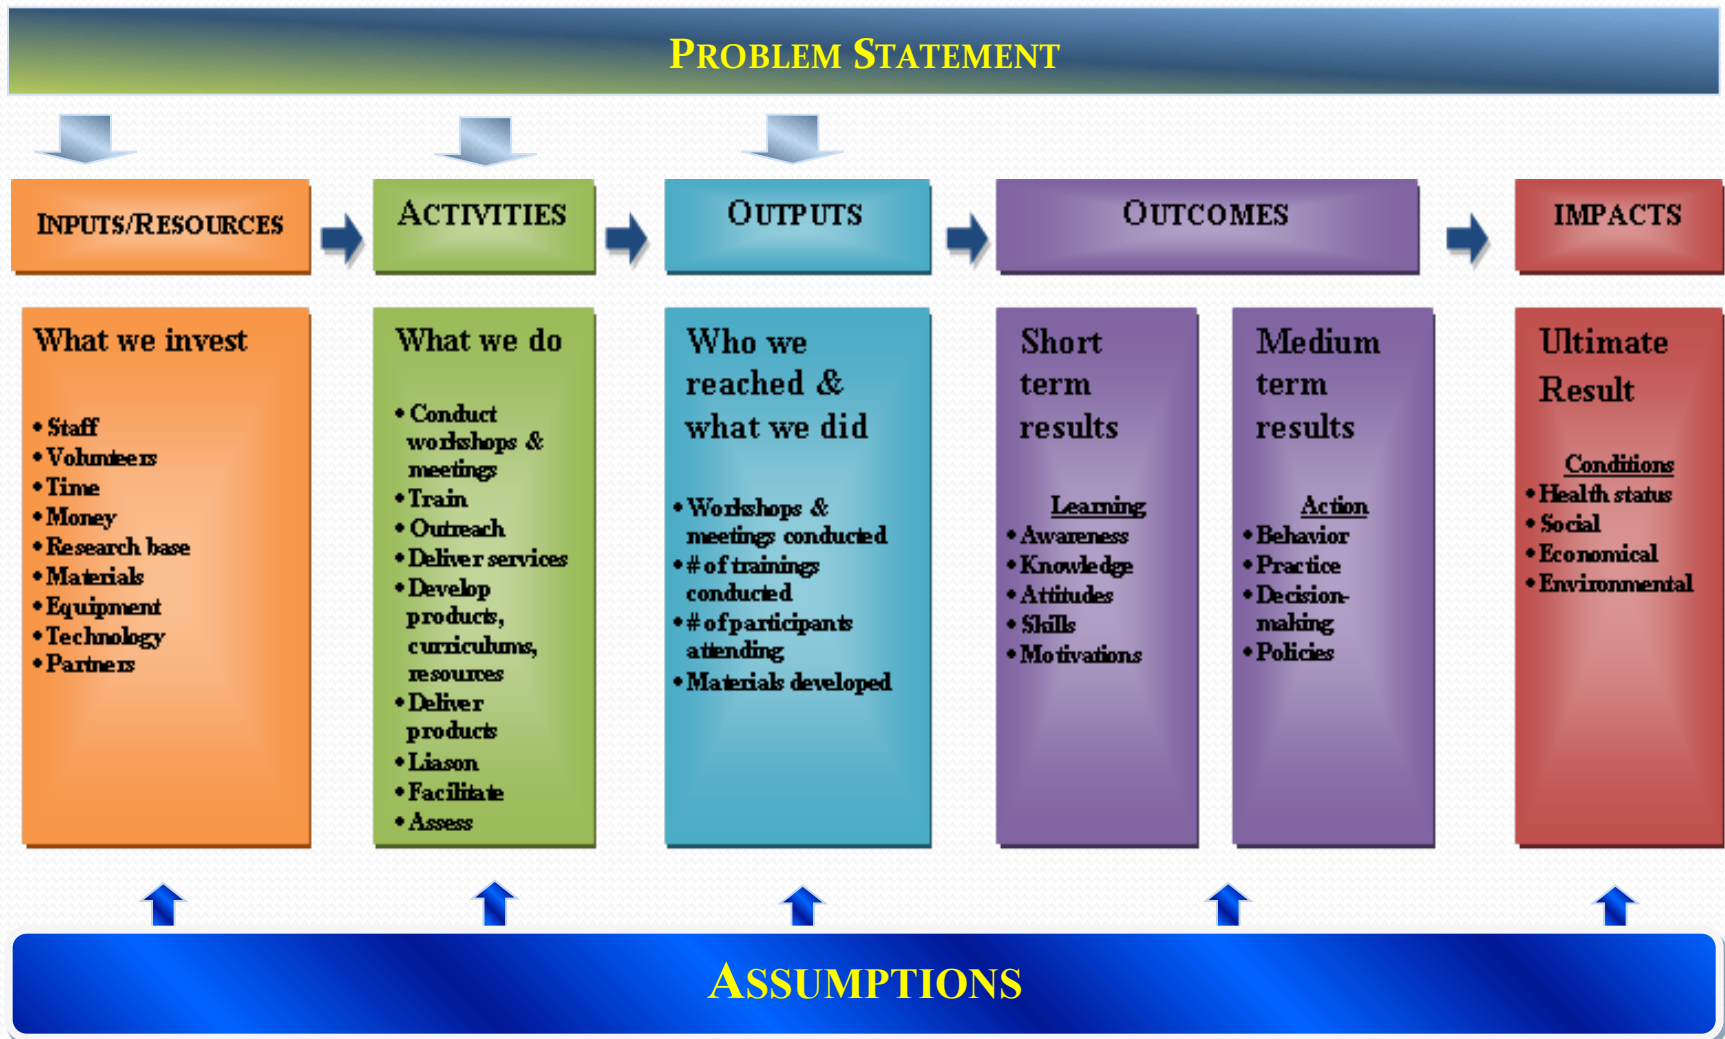 PROBLEM STATEMENT
INPUTS/RESOURCES
ACTIVITIES
OUTPUTS
OUTCOMES
IMPACTS
What we invest
• Staff
• Volunteers
• Time
• Money
• Research base
• Materials
• Equipment
• Technology
• Partners
What we do
• Conduct
workshops &
meetings
• Train
• Outreach
• Deliver services
• Develop
products,
curriculums,
resources
• Deliver
products
• Liason
• Facilitate
• Assess
Who we
reached &
what we did
• Workshops &
meetings conducted
• # of trainings
conducted
• # of participants
attending
• Materials developed
Short
term
results
Learning
• Awareness
• Knowledge
• Attitudes
• Skills
• Motivations
Medium
term
results
Action
• Behavior
• Practice
• Decision-
making
• Policies
Ultimate
Result
Conditions
• Health status
• Social
• Economical
• Environmental
ASSUMPTIONS